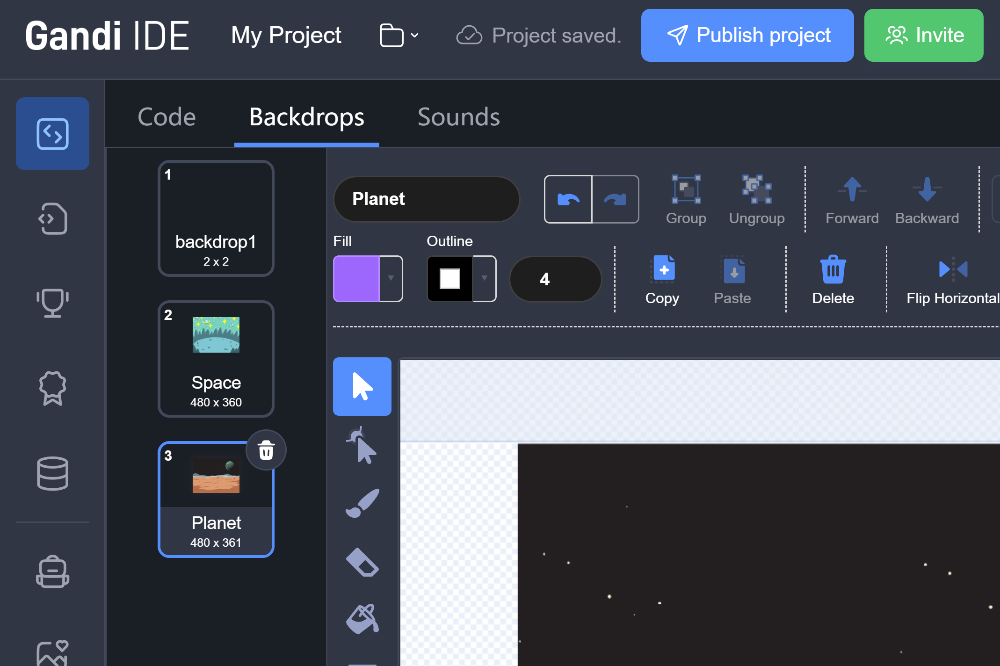 Gandi IDE
My Project
Project saved.
Publish project
Invite
Code
Backdrops
Sounds
1
backdrop1
2 x 2
2
Space
480 x 360
3
Planet
480 x 361
Planet
Group
Ungroup
Forward
Backward
Fill
Outline
4
Copy
Paste
Delete
Flip Horizontal